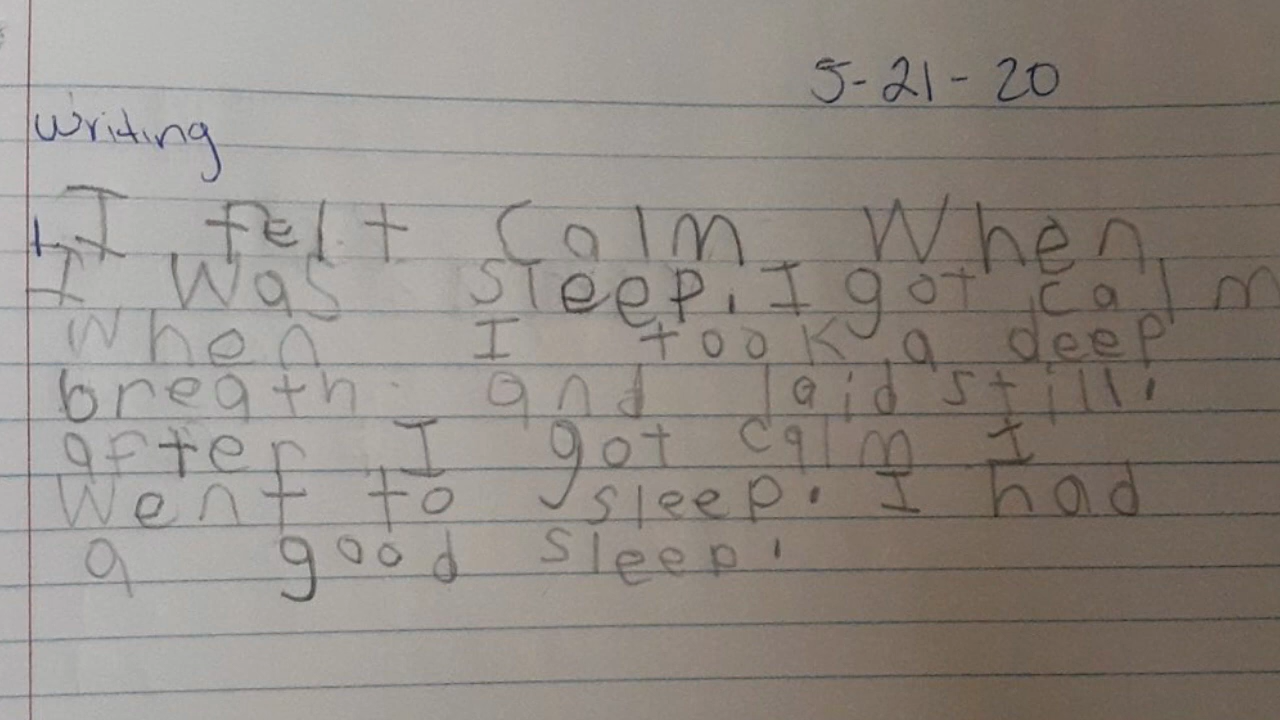 5-21-20
Writing
1. I felt Calm When
I Was sleep. I got calm
When I took a deep
breath. and laid still.
after I got calm I
Went to sleep. I had
a good sleep.